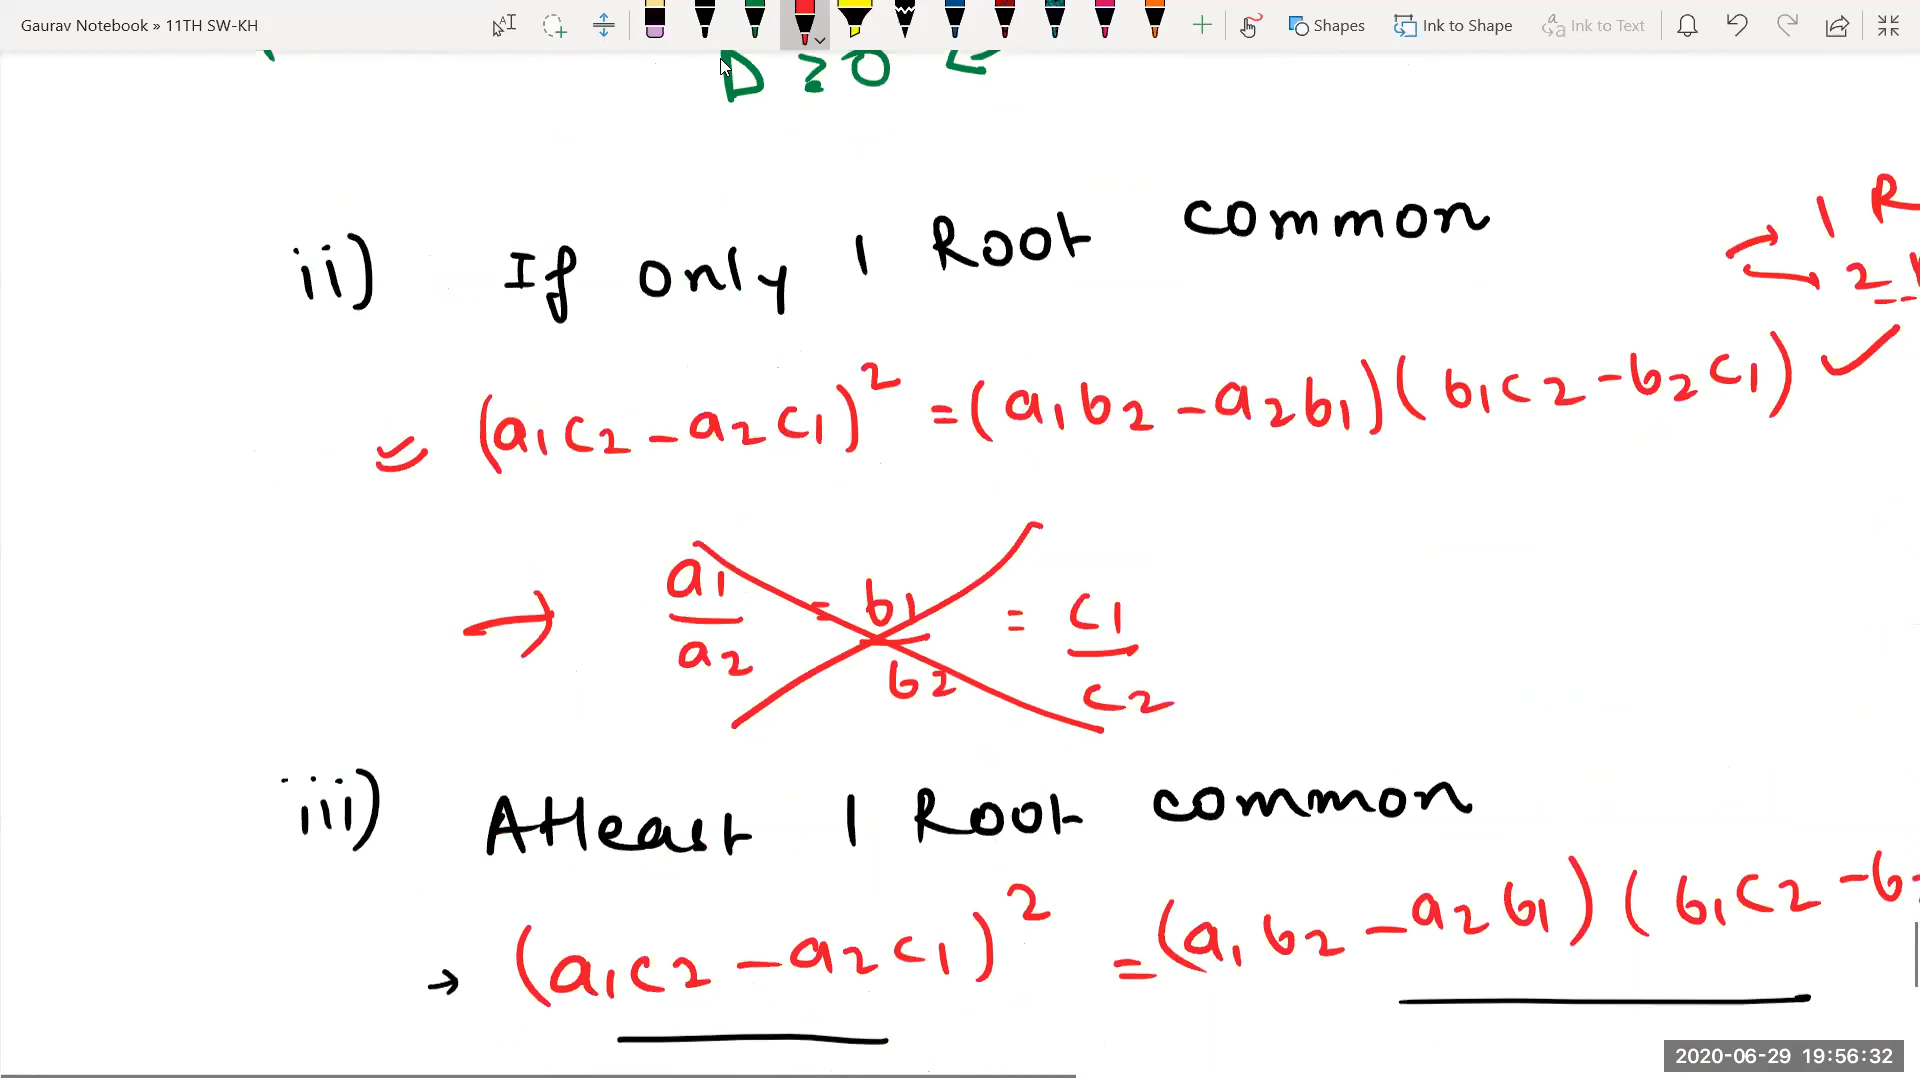 Gaurav Notebook » 11TH SW-KH
Shapes
Ink to Shape
Ink to Text
D ≥ 0
ii) If only 1 Root common
1 R
2
(a1c2 - a2c1)² = (a1b2 - a2b1)(b1c2 - b2c1) ✓
→ a1/a2 = b1/b2 = c1/c2
iii) Atleast 1 Root common
→ (a1c2 - a2c1)² = (a1b2 - a2b1)(b1c2 - b
2020-06-29 19:56:32